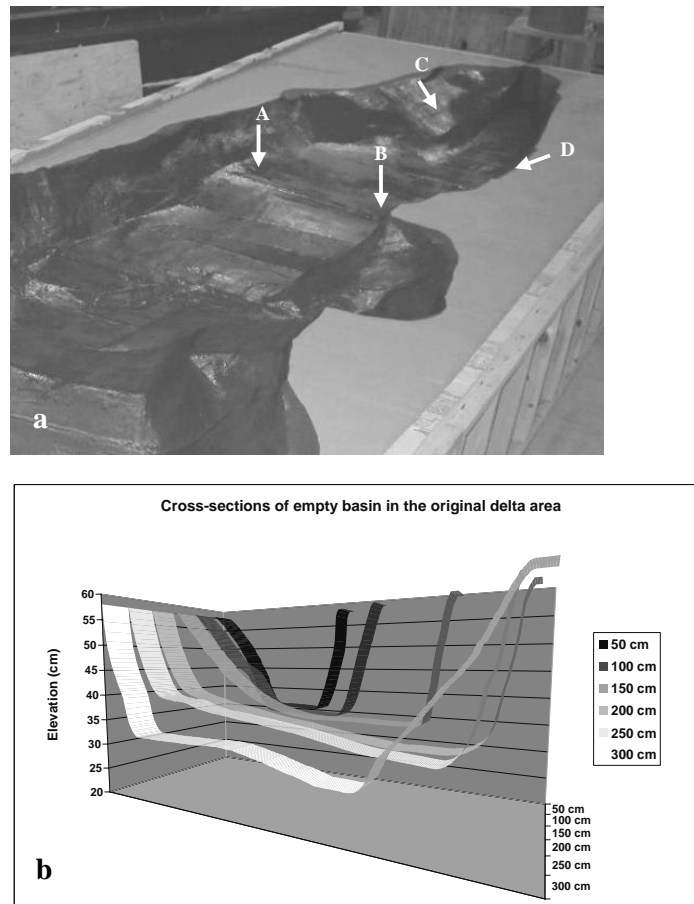 C
A
B
D
a
Cross-sections of empty basin in the original delta area
60
55
50
45
40
35
30
25
20
Elevation (cm)
50 cm
100 cm
150 cm
200 cm
250 cm
300 cm
50 cm
100 cm
150 cm
200 cm
250 cm
300 cm
b